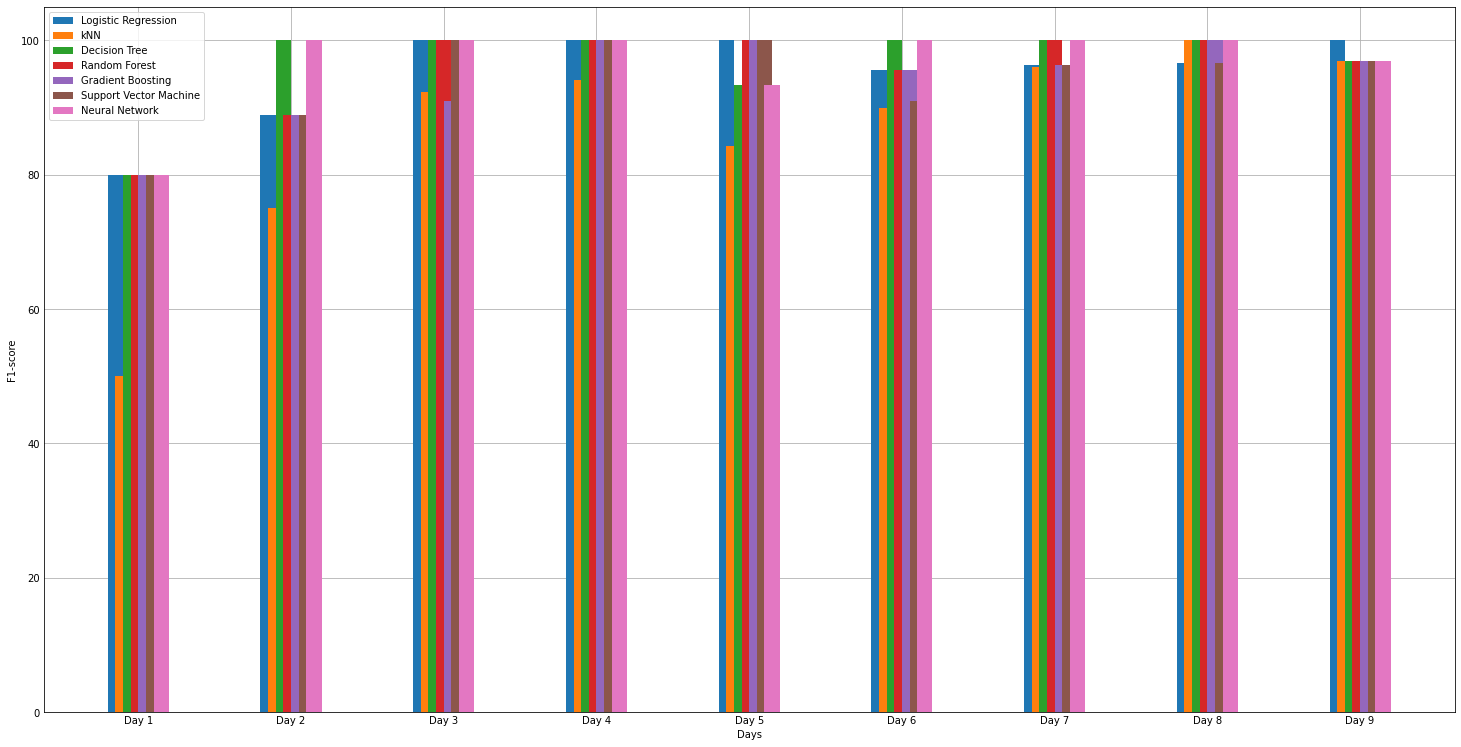 Logistic Regression
kNN
Decision Tree
Random Forest
Gradient Boosting
Support Vector Machine
Neural Network
100
80
60
40
20
0
F1-score
Day 1 Day 2 Day 3 Day 4 Day 5 Day 6 Day 7 Day 8 Day 9
Days